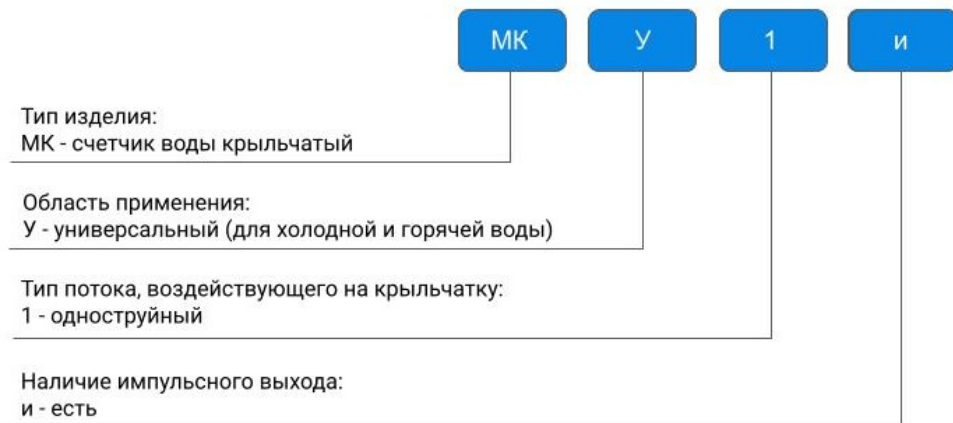 МК У 1 и
Тип изделия:
МК - счетчик воды крыльчатый
Область применения:
У - универсальный (для холодной и горячей воды)
Тип потока, воздействующего на крыльчатку:
1 - одноструйный
Наличие импульсного выхода:
и - есть